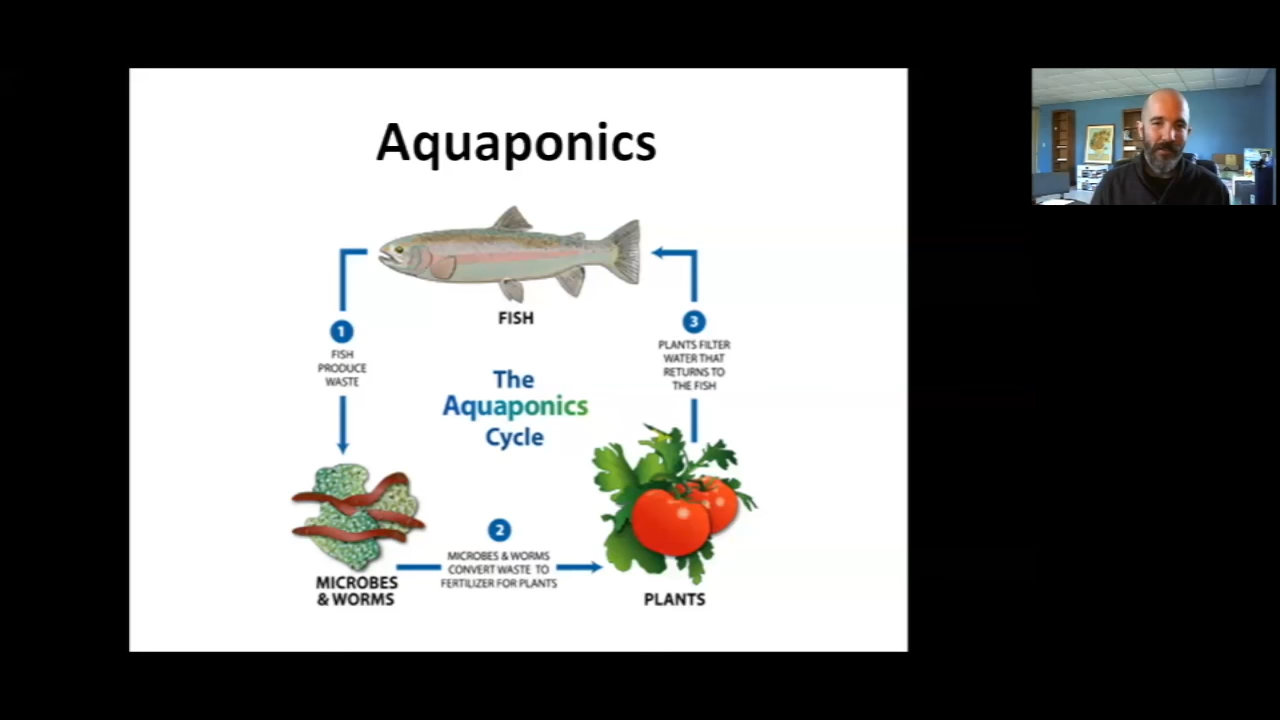 Aquaponics
FISH
1
FISH
PRODUCE
WASTE
3
PLANTS FILTER
WATER THAT
RETURNS TO
THE FISH
The
Aquaponics
Cycle
2
MICROBES & WORMS
CONVERT WASTE TO
FERTILIZER FOR PLANTS
MICROBES
& WORMS
PLANTS